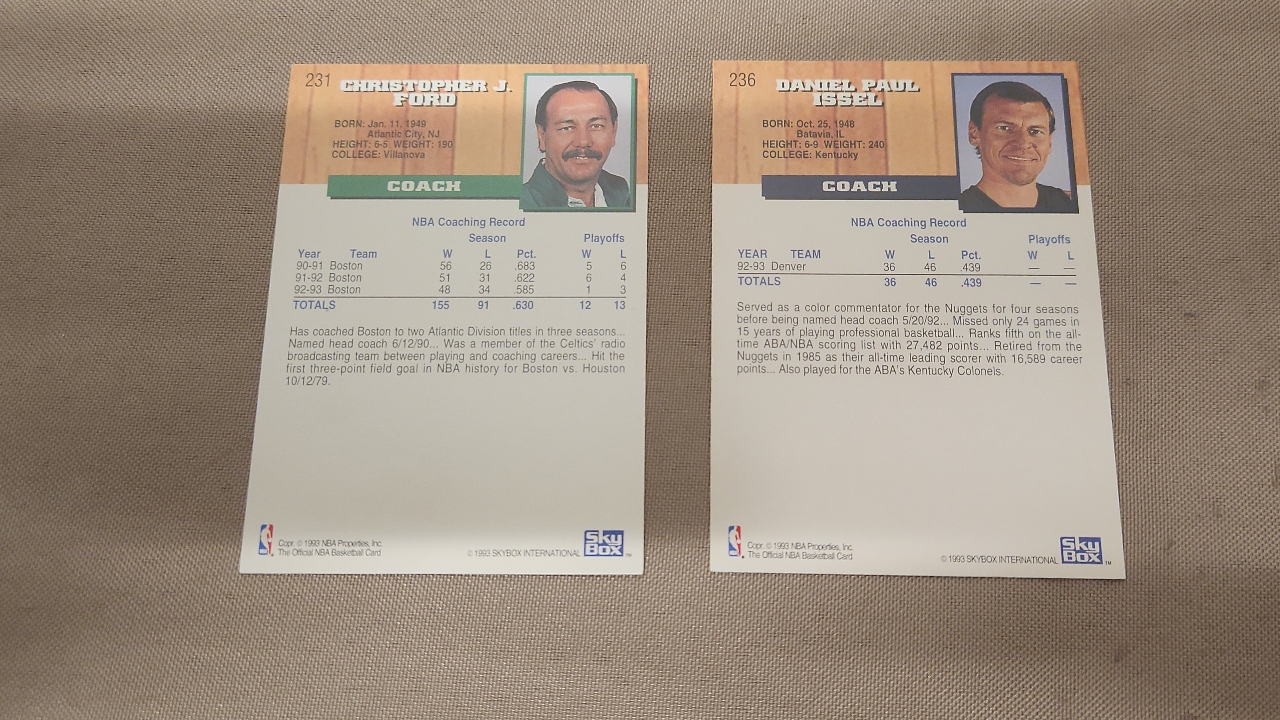 231 CHRISTOPHER J.
FORD
BORN: Jan. 11, 1949
Atlantic City, NJ
HEIGHT: 6-5 WEIGHT: 190
COLLEGE: Villanova
COACH
NBA Coaching Record
Season Playoffs
Year Team W L Pct. W L
90-91 Boston 56 26 .683 5 6
91-92 Boston 51 31 .622 6 4
92-93 Boston 48 34 .585 1 3
TOTALS 155 91 .630 12 13
Has coached Boston to two Atlantic Division titles in three seasons...
Named head coach 6/12/90... Was a member of the Celtics' radio
broadcasting team between playing and coaching careers... Hit the
first three-point field goal in NBA history for Boston vs. Houston
10/12/79.
Copr. © 1993 NBA Properties, Inc.
The Official NBA Basketball Card
© 1993 SKYBOX INTERNATIONAL
Sky
BOX
TM
236 DANIEL PAUL
ISSEL
BORN: Oct. 25, 1948
Batavia, IL
HEIGHT: 6-9 WEIGHT: 240
COLLEGE: Kentucky
COACH
NBA Coaching Record
Season Playoffs
YEAR TEAM W L Pct. W L
92-93 Denver 36 46 .439 — —
TOTALS 36 46 .439 — —
Served as a color commentator for the Nuggets for four seasons
before being named head coach 5/20/92... Missed only 24 games in
15 years of playing professional basketball... Ranks fifth on the all-
time ABA/NBA scoring list with 27,482 points... Retired from the
Nuggets in 1985 as their all-time leading scorer with 16,589 career
points... Also played for the ABA's Kentucky Colonels.
Copr. © 1993 NBA Properties, Inc.
The Official NBA Basketball Card
© 1993 SKYBOX INTERNATIONAL
Sky
BOX
TM